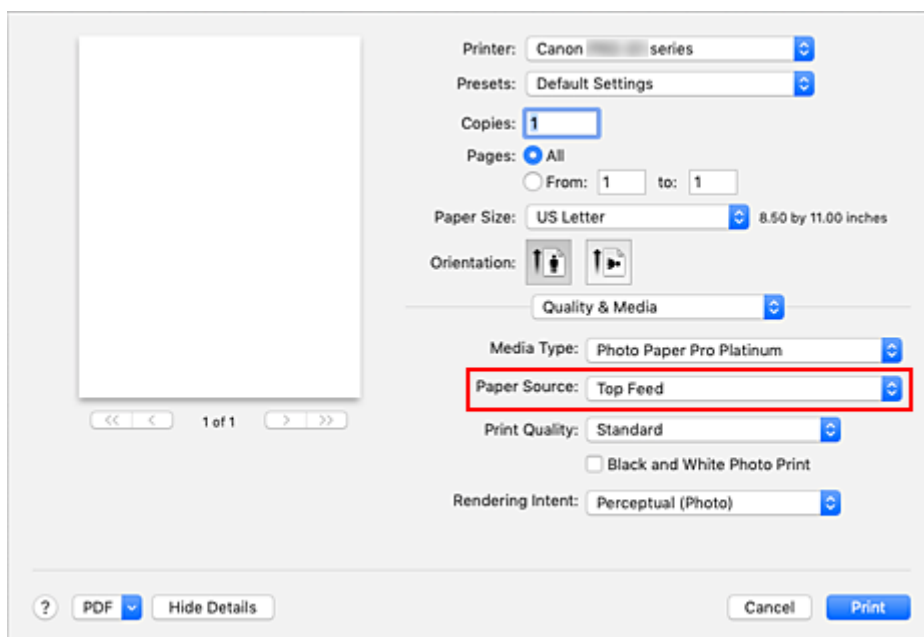 Printer: Canon series
Presets: Default Settings
Copies: 1
Pages: All
From: 1 to: 1
Paper Size: US Letter 8.50 by 11.00 inches
Orientation:
Quality & Media
Media Type: Photo Paper Pro Platinum
Paper Source: Top Feed
<< < 1 of 1 > >>
Print Quality: Standard
Black and White Photo Print
Rendering Intent: Perceptual (Photo)
? PDF Hide Details Cancel Print